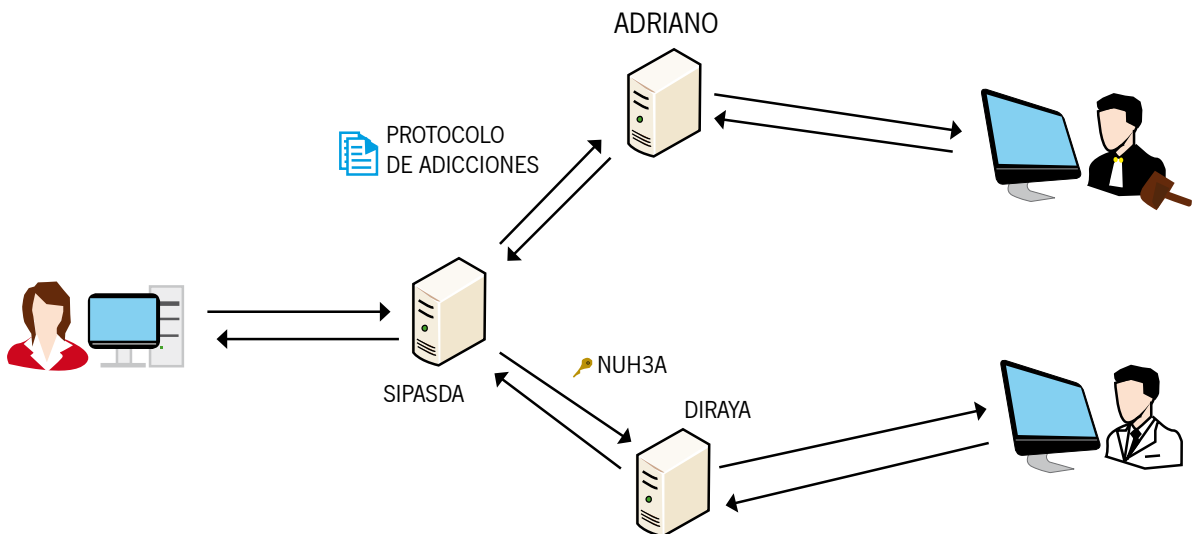 ADRIANO
PROTOCOLO
DE ADICCIONES
NUH3A
SIPASDA
DIRAYA